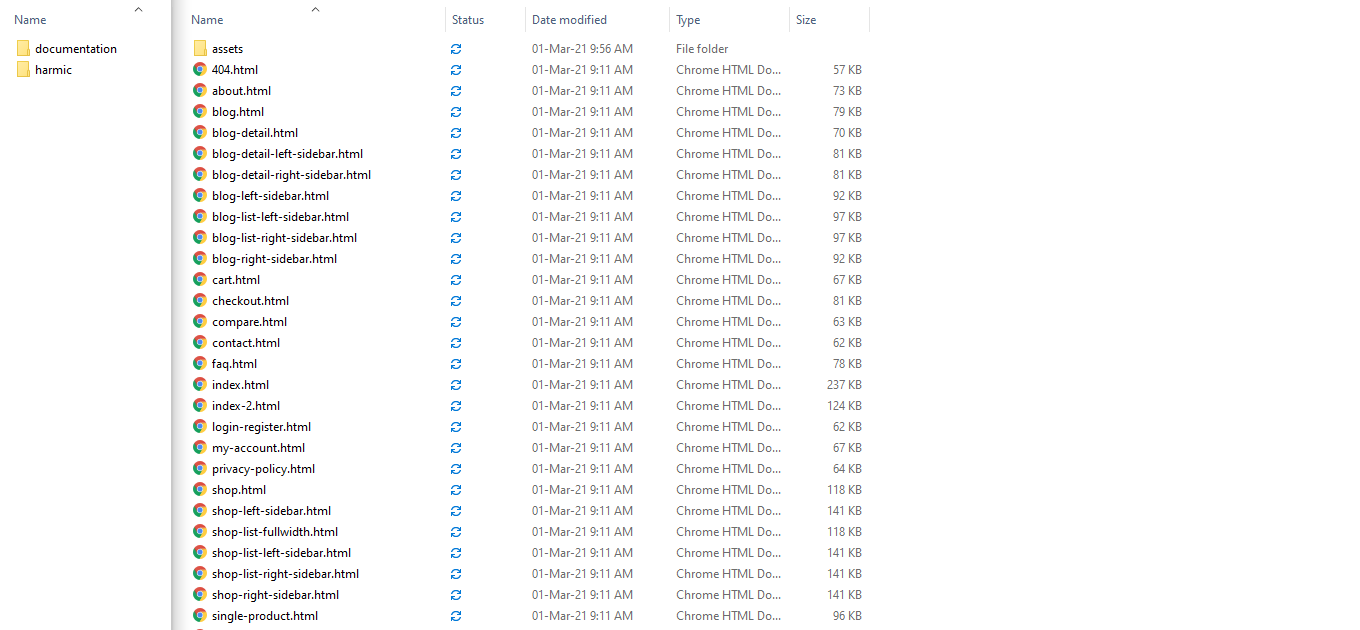 Name
documentation
harmic
Name Status Date modified Type Size
assets 01-Mar-21 9:56 AM File folder
404.html 01-Mar-21 9:11 AM Chrome HTML Do... 57 KB
about.html 01-Mar-21 9:11 AM Chrome HTML Do... 73 KB
blog.html 01-Mar-21 9:11 AM Chrome HTML Do... 79 KB
blog-detail.html 01-Mar-21 9:11 AM Chrome HTML Do... 70 KB
blog-detail-left-sidebar.html 01-Mar-21 9:11 AM Chrome HTML Do... 81 KB
blog-detail-right-sidebar.html 01-Mar-21 9:11 AM Chrome HTML Do... 81 KB
blog-left-sidebar.html 01-Mar-21 9:11 AM Chrome HTML Do... 92 KB
blog-list-left-sidebar.html 01-Mar-21 9:11 AM Chrome HTML Do... 97 KB
blog-list-right-sidebar.html 01-Mar-21 9:11 AM Chrome HTML Do... 97 KB
blog-right-sidebar.html 01-Mar-21 9:11 AM Chrome HTML Do... 92 KB
cart.html 01-Mar-21 9:11 AM Chrome HTML Do... 67 KB
checkout.html 01-Mar-21 9:11 AM Chrome HTML Do... 81 KB
compare.html 01-Mar-21 9:11 AM Chrome HTML Do... 63 KB
contact.html 01-Mar-21 9:11 AM Chrome HTML Do... 62 KB
faq.html 01-Mar-21 9:11 AM Chrome HTML Do... 78 KB
index.html 01-Mar-21 9:11 AM Chrome HTML Do... 237 KB
index-2.html 01-Mar-21 9:11 AM Chrome HTML Do... 124 KB
login-register.html 01-Mar-21 9:11 AM Chrome HTML Do... 62 KB
my-account.html 01-Mar-21 9:11 AM Chrome HTML Do... 67 KB
privacy-policy.html 01-Mar-21 9:11 AM Chrome HTML Do... 64 KB
shop.html 01-Mar-21 9:11 AM Chrome HTML Do... 118 KB
shop-left-sidebar.html 01-Mar-21 9:11 AM Chrome HTML Do... 141 KB
shop-list-fullwidth.html 01-Mar-21 9:11 AM Chrome HTML Do... 118 KB
shop-list-left-sidebar.html 01-Mar-21 9:11 AM Chrome HTML Do... 141 KB
shop-list-right-sidebar.html 01-Mar-21 9:11 AM Chrome HTML Do... 141 KB
shop-right-sidebar.html 01-Mar-21 9:11 AM Chrome HTML Do... 141 KB
single-product.html 01-Mar-21 9:11 AM Chrome HTML Do... 96 KB